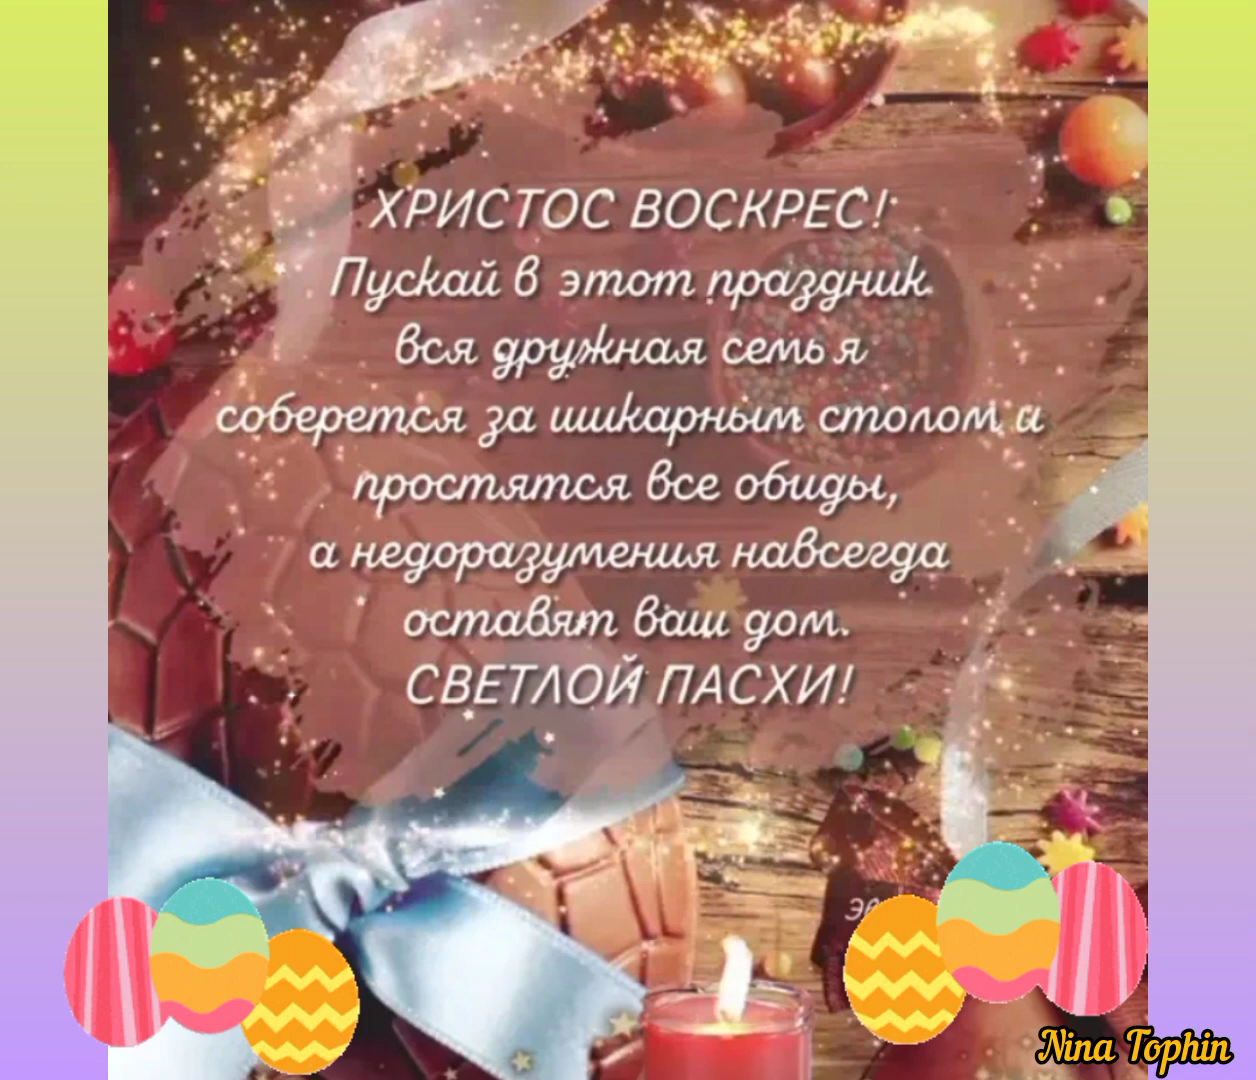 ХРИСТОС ВОСКРЕС!
Пускай в этот праздник
вся дружная семья
соберется за шикарным столом и
простятся все обиды,
а недоразумения навсегда
оставят ваш дом.
СВЕТЛОЙ ПАСХИ!
Nina Tophin